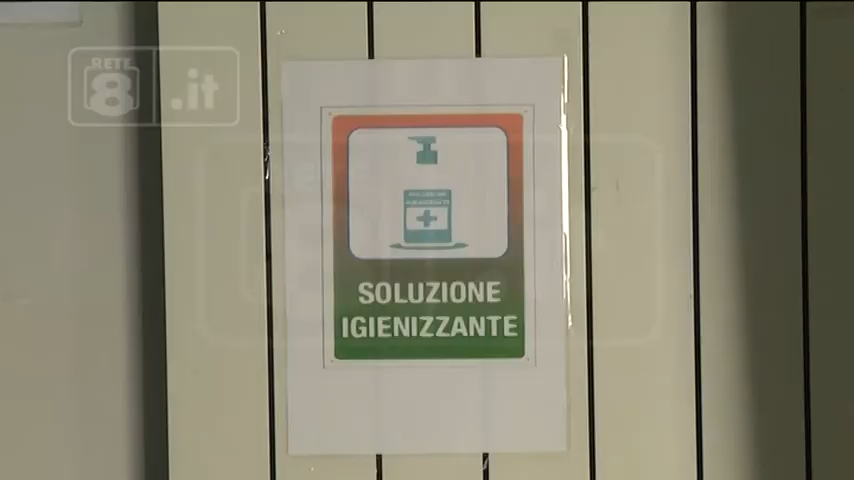 RETE
8
.it
SOLUZIONE
IGIENIZZANTE